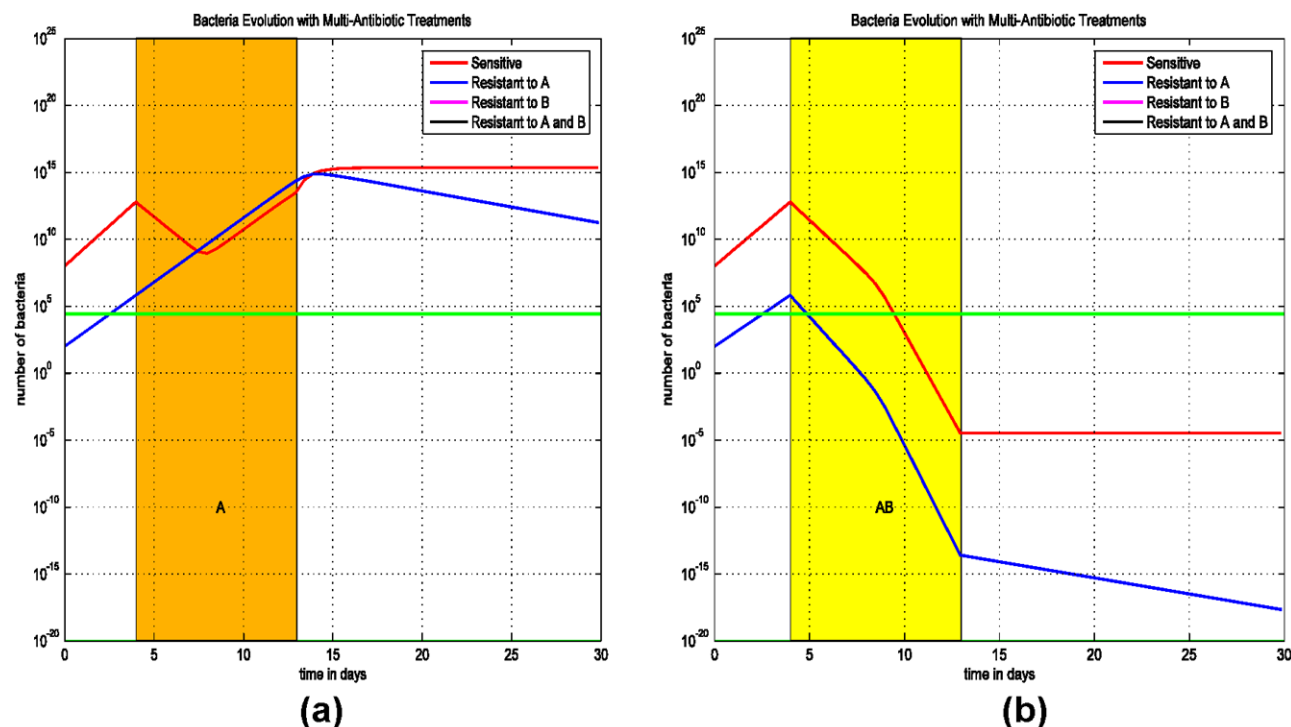 Bacteria Evolution with Multi-Antibiotic Treatments
number of bacteria
10^25
10^20
10^15
10^10
10^5
10^0
10^-5
10^-10
10^-15
10^-20
Sensitive
Resistant to A
Resistant to B
Resistant to A and B
A
0 5 10 15 20 25 30
time in days
(a)
Bacteria Evolution with Multi-Antibiotic Treatments
number of bacteria
10^25
10^20
10^15
10^10
10^5
10^0
10^-5
10^-10
10^-15
10^-20
Sensitive
Resistant to A
Resistant to B
Resistant to A and B
AB
0 5 10 15 20 25 30
time in days
(b)